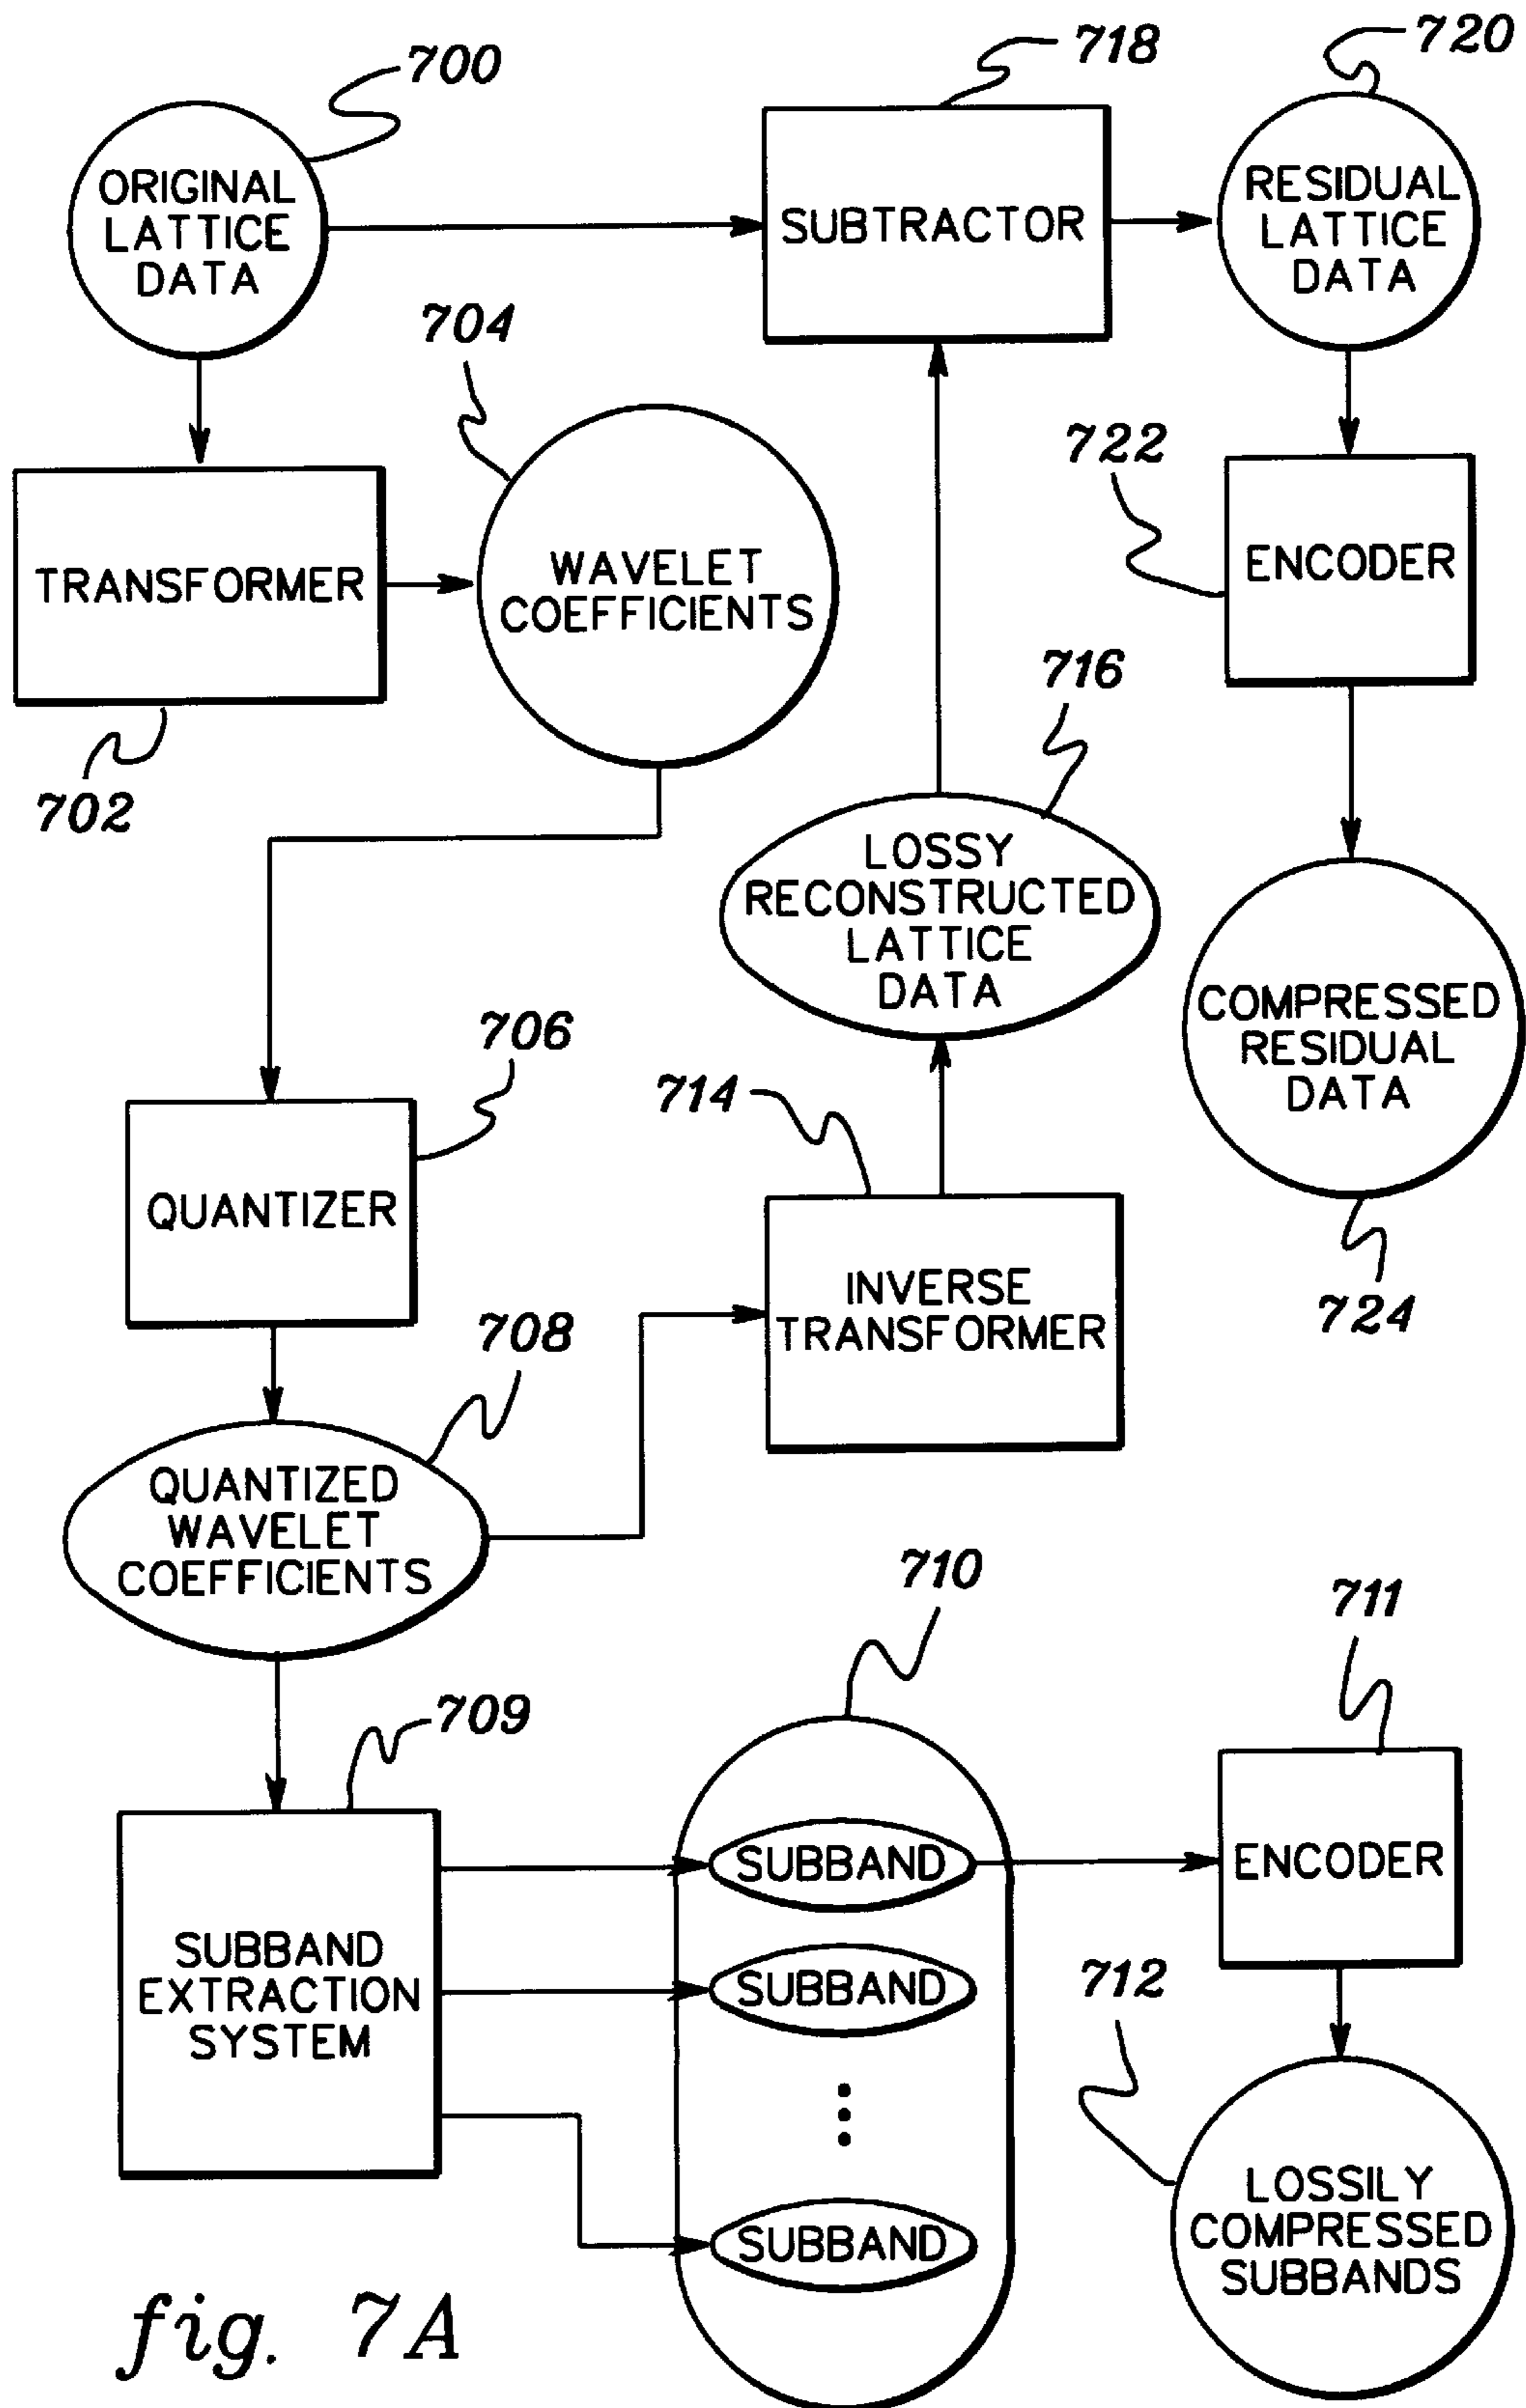 700
718
720
ORIGINAL
LATTICE
DATA
SUBTRACTOR
RESIDUAL
LATTICE
DATA
704
722
TRANSFORMER
WAVELET
COEFFICIENTS
ENCODER
702
716
LOSSY
RECONSTRUCTED
LATTICE
DATA
COMPRESSED
RESIDUAL
DATA
706
714
724
QUANTIZER
INVERSE
TRANSFORMER
708
QUANTIZED
WAVELET
COEFFICIENTS
710
711
709
SUBBAND
EXTRACTION
SYSTEM
SUBBAND
SUBBAND
SUBBAND
ENCODER
712
LOSSILY
COMPRESSED
SUBBANDS
fig. 7A